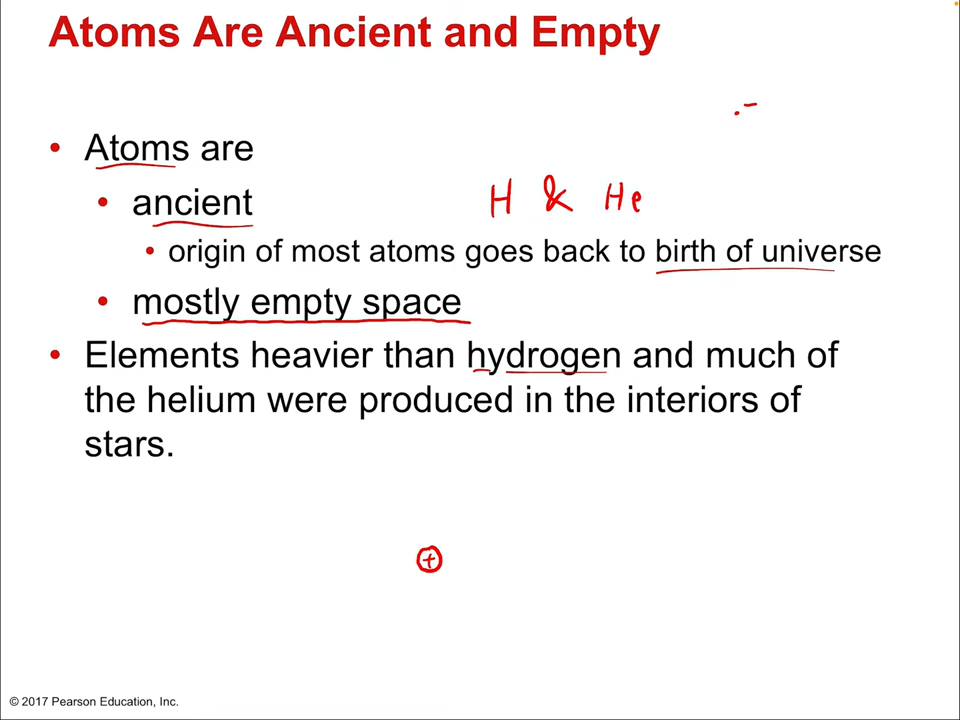 Atoms Are Ancient and Empty
.-
• Atoms are
• ancient
H & He
• origin of most atoms goes back to birth of universe
• mostly empty space
• Elements heavier than hydrogen and much of
the helium were produced in the interiors of
stars.
+
© 2017 Pearson Education, Inc.